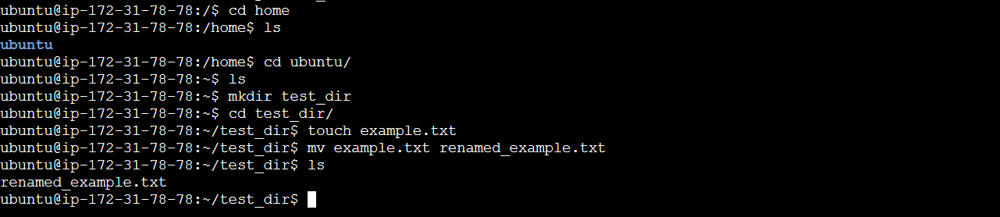 ubuntu@ip-172-31-78-78:/$ cd home
ubuntu@ip-172-31-78-78:/home$ ls
ubuntu
ubuntu@ip-172-31-78-78:/home$ cd ubuntu/
ubuntu@ip-172-31-78-78:~$ ls
ubuntu@ip-172-31-78-78:~$ mkdir test_dir
ubuntu@ip-172-31-78-78:~$ cd test_dir/
ubuntu@ip-172-31-78-78:~/test_dir$ touch example.txt
ubuntu@ip-172-31-78-78:~/test_dir$ mv example.txt renamed_example.txt
ubuntu@ip-172-31-78-78:~/test_dir$ ls
renamed_example.txt
ubuntu@ip-172-31-78-78:~/test_dir$